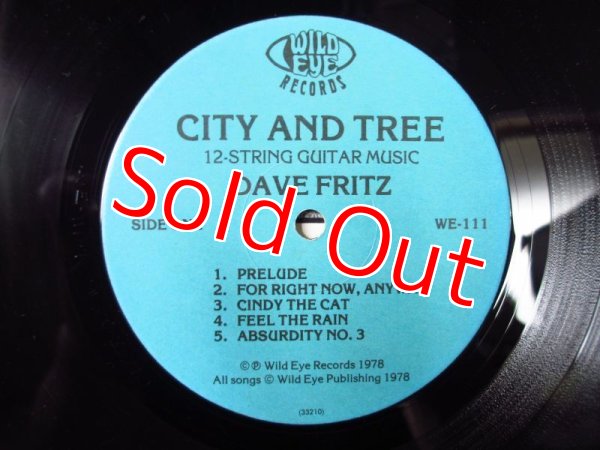 WILD
EYE
RECORDS
CITY AND TREE
12-STRING GUITAR MUSIC
DAVE FRITZ
SIDE
WE-111
Sold Out
1. PRELUDE
2. FOR RIGHT NOW,
3. CINDY THE CAT
4. FEEL THE RAIN
5. ABSURDITY NO. 3
© ℗ Wild Eye Records 1978
All songs © Wild Eye Publishing 1978
(33210)